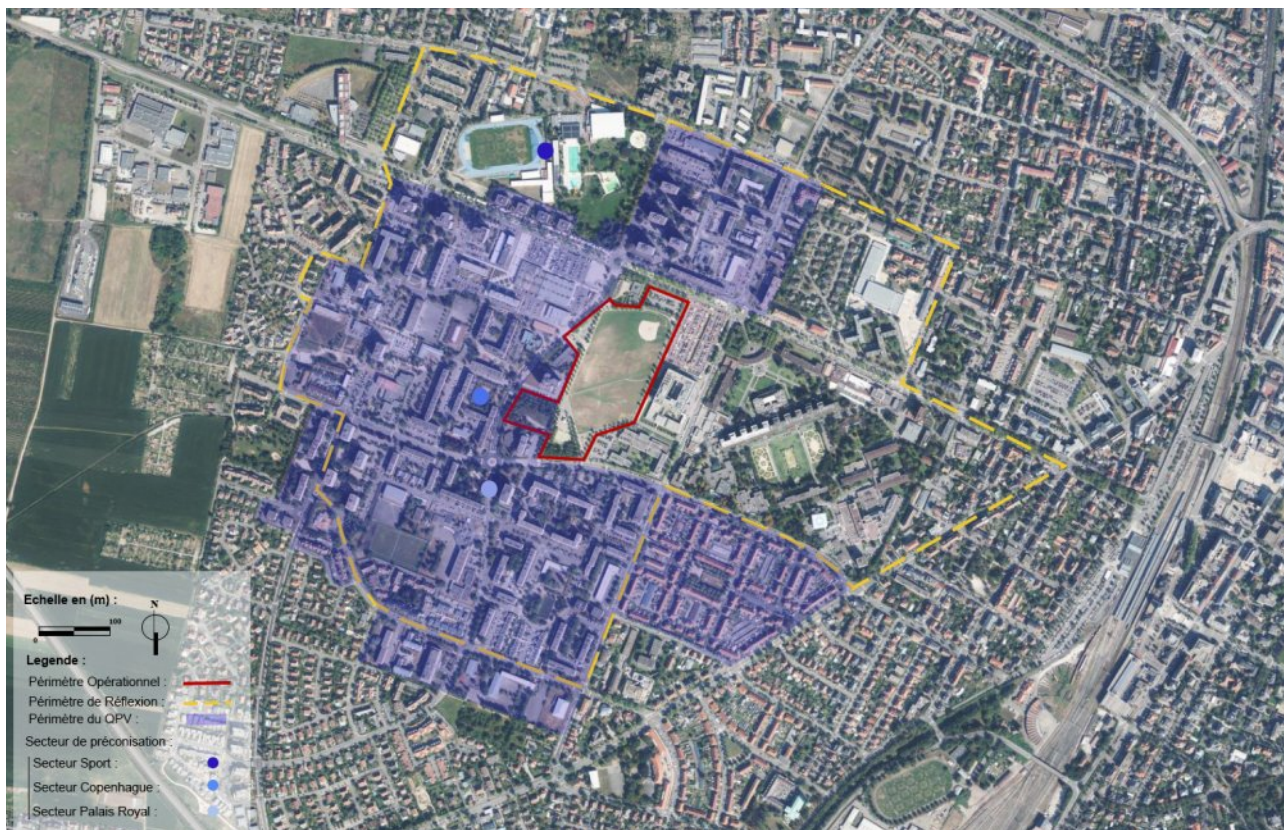 Echelle en (m) :
N
0
100
Legende :
Périmètre Opérationnel :
Périmètre de Réflexion :
Périmètre du QPV :
Secteur de préconisation :
Secteur Sport :
Secteur Copenhague :
Secteur Palais Royal :